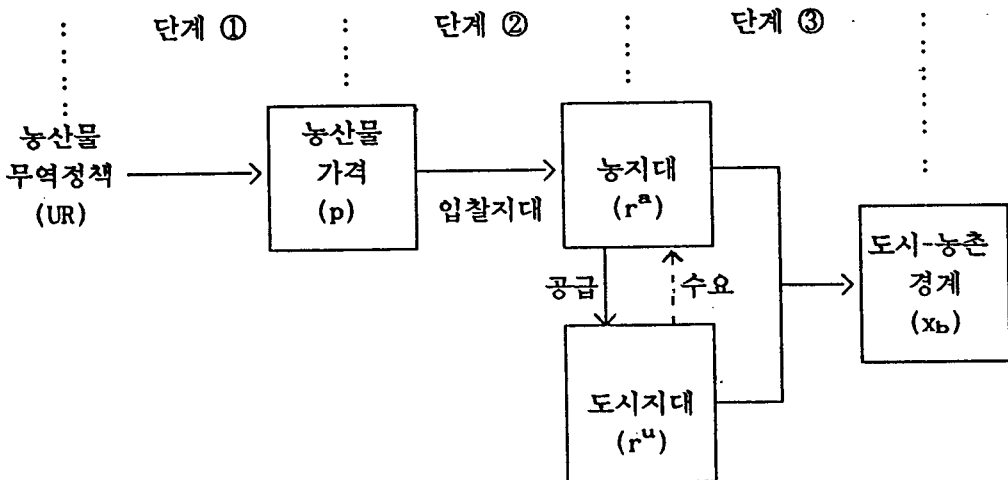 단계 ①
단계 ②
단계 ③
농산물
무역정책
(UR)
농산물
가격
(p)
입찰지대
농지대
(rᵃ)
공급
수요
도시지대
(rᵘ)
도시-농촌
경계
(x_b)